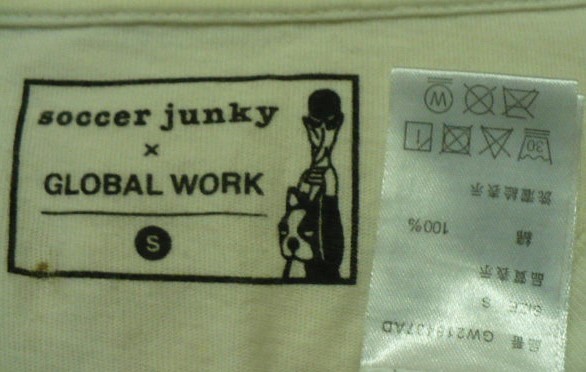 soccer junky
×
GLOBAL WORK
S
品番 GW218437AD
SIZE S
品質表示
綿 100%
洗濯絵表示
30
W